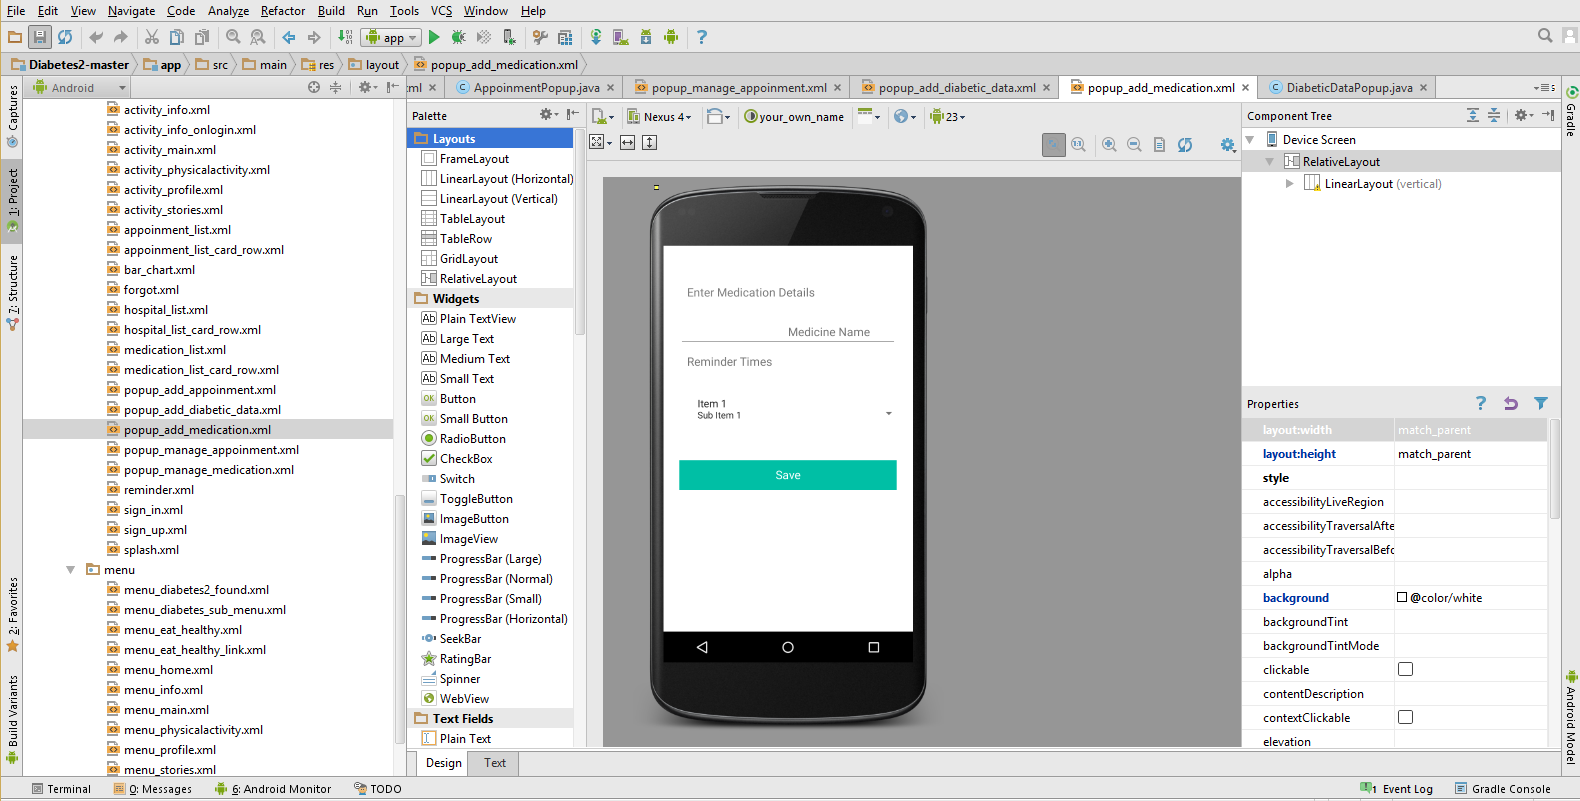 File Edit View Navigate Code Analyze Refactor Build Run Tools VCS Window Help
app
23
Diabetes2-master app src main res layout popup_add_medication.xml
Android
ml AppoinmentPopup.java popup_manage_appoinment.xml popup_add_diabetic_data.xml popup_add_medication.xml DiabeticDataPopup.java
Captures
1: Project
7: Structure
2: Favorites
Build Variants
activity_info.xml
activity_info_onlogin.xml
activity_main.xml
activity_physicalactivity.xml
activity_profile.xml
activity_stories.xml
appoinment_list.xml
appoinment_list_card_row.xml
bar_chart.xml
forgot.xml
hospital_list.xml
hospital_list_card_row.xml
medication_list.xml
medication_list_card_row.xml
popup_add_appoinment.xml
popup_add_diabetic_data.xml
popup_add_medication.xml
popup_manage_appoinment.xml
popup_manage_medication.xml
reminder.xml
sign_in.xml
sign_up.xml
splash.xml
menu
menu_diabetes2_found.xml
menu_diabetes_sub_menu.xml
menu_eat_healthy.xml
menu_eat_healthy_link.xml
menu_home.xml
menu_info.xml
menu_main.xml
menu_physicalactivity.xml
menu_profile.xml
menu_stories.xml
Palette
Layouts
FrameLayout
LinearLayout (Horizontal)
LinearLayout (Vertical)
TableLayout
TableRow
GridLayout
RelativeLayout
Widgets
Plain TextView
Large Text
Medium Text
Small Text
Button
Small Button
RadioButton
CheckBox
Switch
ToggleButton
ImageButton
ImageView
ProgressBar (Large)
ProgressBar (Normal)
ProgressBar (Small)
ProgressBar (Horizontal)
SeekBar
RatingBar
Spinner
WebView
Text Fields
Plain Text
Nexus 4 your_own_name
Enter Medication Details
Medicine Name
Reminder Times
Item 1
Sub Item 1
Save
Design Text
Component Tree
Device Screen
RelativeLayout
LinearLayout (vertical)
Properties
layout:width match_parent
layout:height match_parent
style
accessibilityLiveRegion
accessibilityTraversalAfte
accessibilityTraversalBefo
alpha
background @color/white
backgroundTint
backgroundTintMode
clickable
contentDescription
contextClickable
elevation
Gradle
Android Model
Terminal 0: Messages 6: Android Monitor TODO
1 Event Log Gradle Console